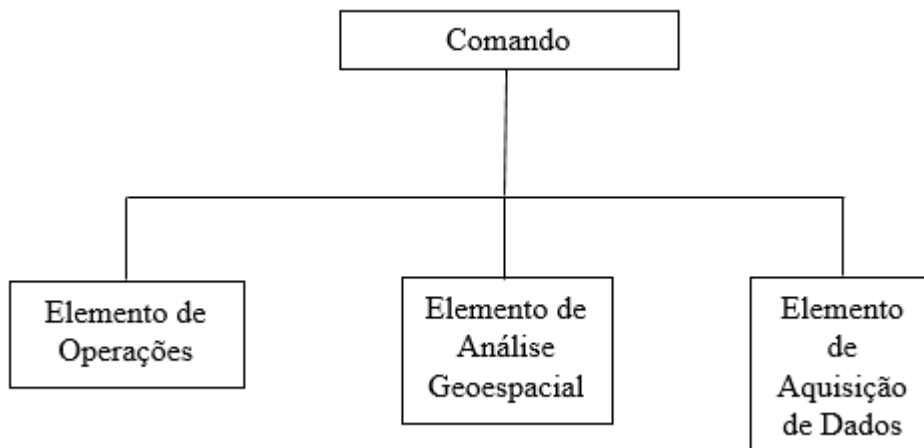 Comando
Elemento de
Operações
Elemento de
Análise
Geoespacial
Elemento
de
Aquisição
de Dados